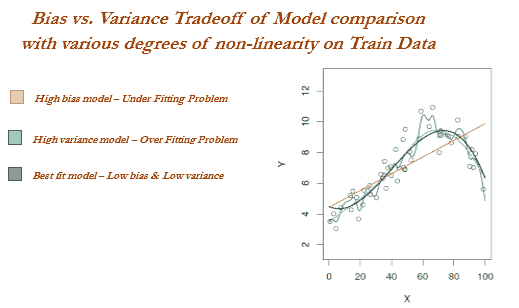 Bias vs. Variance Tradeoff of Model comparison
with various degrees of non-linearity on Train Data
High bias model – Under Fitting Problem
High variance model – Over Fitting Problem
Best fit model – Low bias & Low variance
12
10
8
6
4
2
Y
0 20 40 60 80 100
X